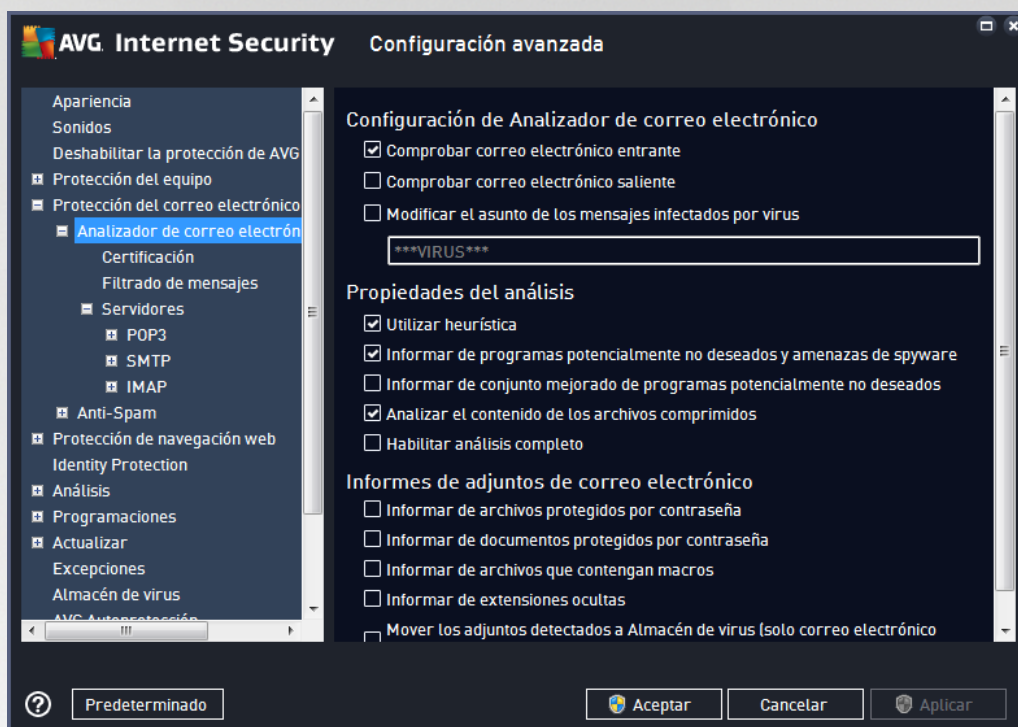 AVG. Internet Security Configuración avanzada
Apariencia
Sonidos
Deshabilitar la protección de AVG
Protección del equipo
Protección del correo electrónico
Analizador de correo electrón
Certificación
Filtrado de mensajes
Servidores
POP3
SMTP
IMAP
Anti-Spam
Protección de navegación web
Identity Protection
Análisis
Programaciones
Actualizar
Excepciones
Almacén de virus
AVG Autoprotección
Configuración de Analizador de correo electrónico
Comprobar correo electrónico entrante
Comprobar correo electrónico saliente
Modificar el asunto de los mensajes infectados por virus
***VIRUS***
Propiedades del análisis
Utilizar heurística
Informar de programas potencialmente no deseados y amenazas de spyware
Informar de conjunto mejorado de programas potencialmente no deseados
Analizar el contenido de los archivos comprimidos
Habilitar análisis completo
Informes de adjuntos de correo electrónico
Informar de archivos protegidos por contraseña
Informar de documentos protegidos por contraseña
Informar de archivos que contengan macros
Informar de extensiones ocultas
Mover los adjuntos detectados a Almacén de virus (solo correo electrónico
Predeterminado
Aceptar
Cancelar
Aplicar